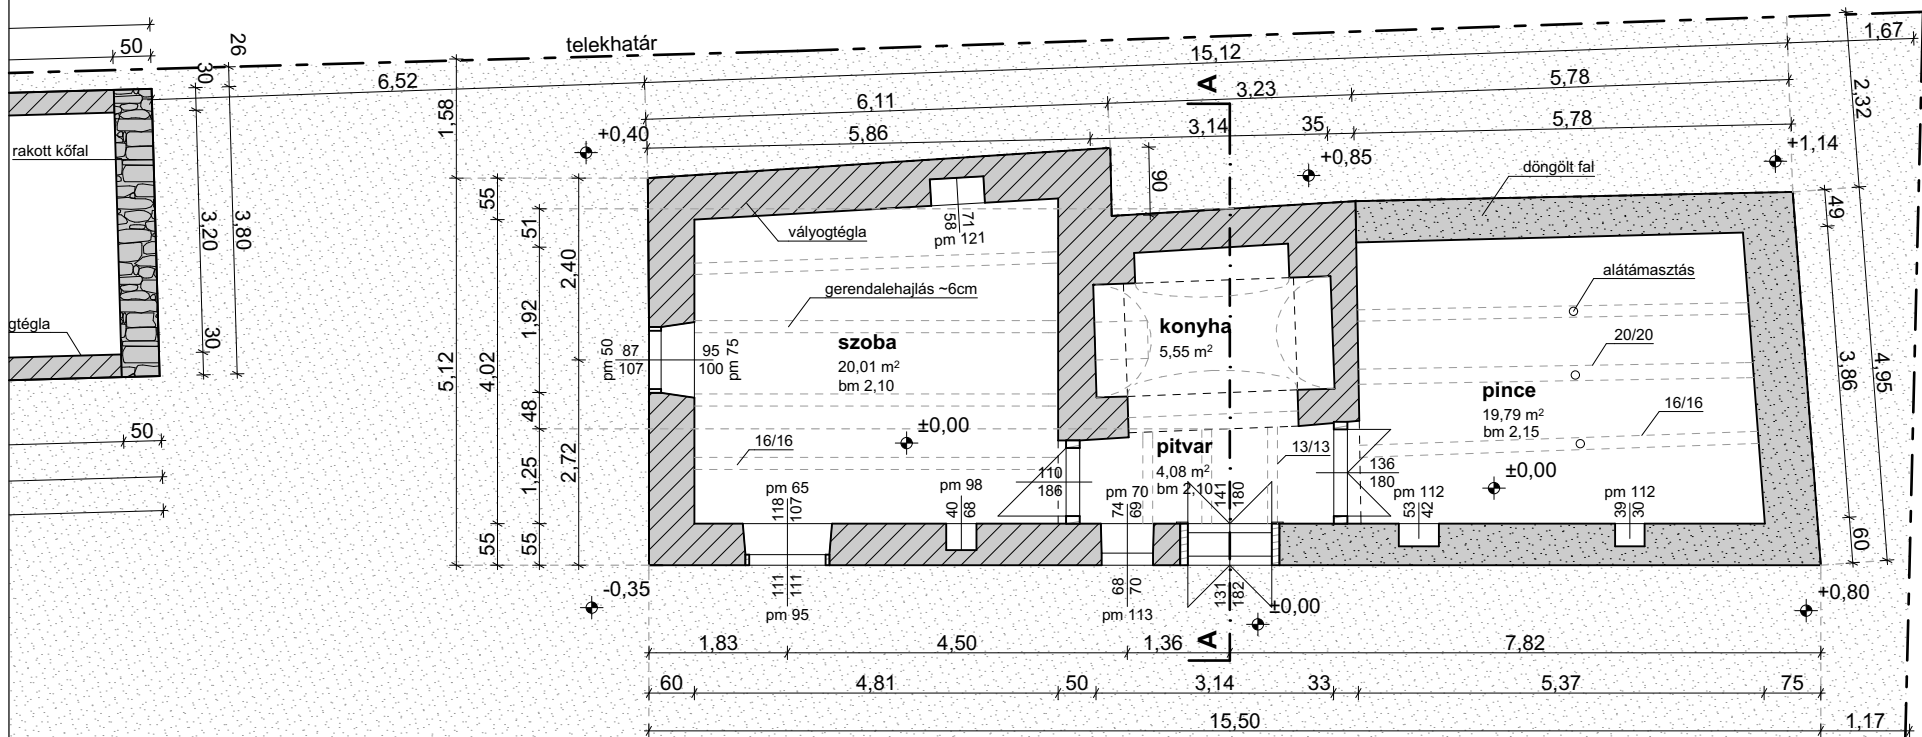 telekhatár
15,12
1,67
50
26
30
6,52
A
5,78
6,11
3,23
1,58
2,32
+0,40
5,86
3,14
35
5,78
+0,85
+1,14
rakott kőfal
90
döngölt fal
55
51
71
58
pm 121
vályogtégla
49
3,20
3,80
2,40
alátámasztás
gerendalehajlás ~6cm
konyha
5,55 m²
gtégla
30
1,92
pm 50
87
107
95
100
pm 75
szoba
20,01 m²
bm 2,10
20/20
5,12
4,02
3,86
4,95
pince
19,79 m²
bm 2,15
48
±0,00
16/16
50
16/16
pitvar
4,08 m²
bm 2,10
13/13
2,72
1,25
110
186
136
180
±0,00
pm 65
118
107
pm 98
40
68
pm 70
74
69
141
180
pm 112
53
42
pm 112
39
30
55
55
60
-0,35
111
111
pm 95
68
70
pm 113
131
182
±0,00
+0,80
A
1,83
4,50
1,36
7,82
60
4,81
50
3,14
33
5,37
75
15,50
1,17